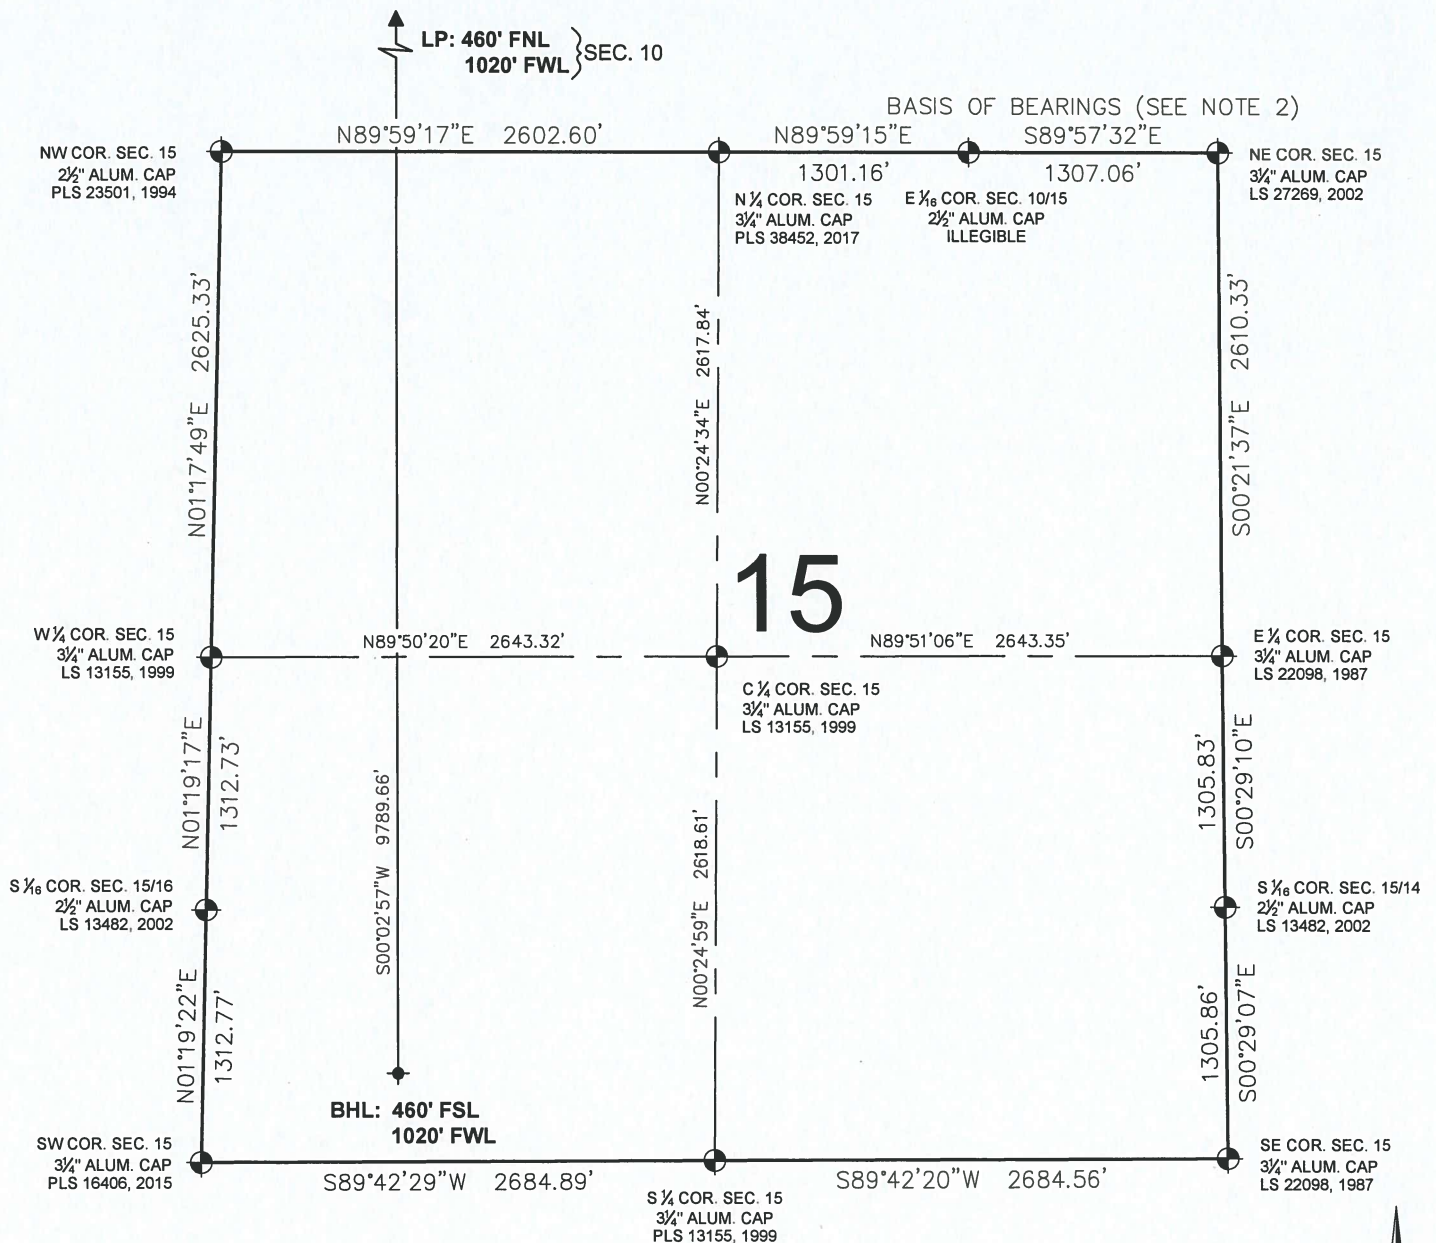 LP: 460' FNL
1020' FWL
SEC. 10
BASIS OF BEARINGS (SEE NOTE 2)
N89°59'17"E 2602.60'
N89°59'15"E
1301.16'
S89°57'32"E
1307.06'
NW COR. SEC. 15
2½" ALUM. CAP
PLS 23501, 1994
N ¼ COR. SEC. 15
3¼" ALUM. CAP
PLS 38452, 2017
E ⅟₁₆ COR. SEC. 10/15
2½" ALUM. CAP
ILLEGIBLE
NE COR. SEC. 15
3¼" ALUM. CAP
LS 27269, 2002
N01°17'49"E 2625.33'
N00°24'34"E 2617.84'
S00°21'37"E 2610.33'
15
W ¼ COR. SEC. 15
3¼" ALUM. CAP
LS 13155, 1999
N89°50'20"E 2643.32'
N89°51'06"E 2643.35'
E ¼ COR. SEC. 15
3¼" ALUM. CAP
LS 22098, 1987
C ¼ COR. SEC. 15
3¼" ALUM. CAP
LS 13155, 1999
N01°19'17"E
1312.73'
S00°02'57"W 9789.66'
N00°24'59"E 2618.61'
1305.83'
S00°29'10"E
S ⅟₁₆ COR. SEC. 15/16
2½" ALUM. CAP
LS 13482, 2002
S ⅟₁₆ COR. SEC. 15/14
2½" ALUM. CAP
LS 13482, 2002
N01°19'22"E
1312.77'
1305.86'
S00°29'07"E
BHL: 460' FSL
1020' FWL
SW COR. SEC. 15
3¼" ALUM. CAP
PLS 16406, 2015
S89°42'29"W 2684.89'
S ¼ COR. SEC. 15
3¼" ALUM. CAP
PLS 13155, 1999
S89°42'20"W 2684.56'
SE COR. SEC. 15
3¼" ALUM. CAP
LS 22098, 1987